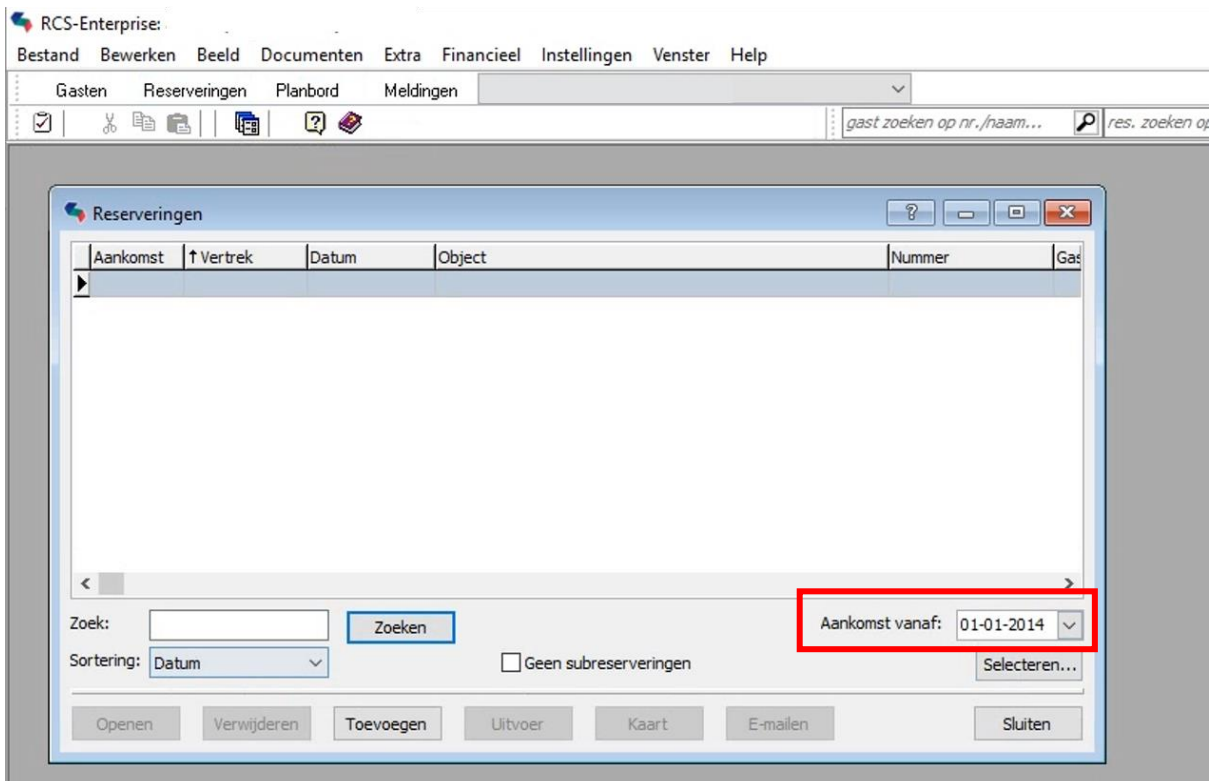 RCS-Enterprise:
Bestand Bewerken Beeld Documenten Extra Financieel Instellingen Venster Help
Gasten Reserveringen Planbord Meldingen
gast zoeken op nr./naam... res. zoeken op
Reserveringen
Aankomst ↑ Vertrek Datum Object Nummer Gas
Zoek: Zoeken Aankomst vanaf: 01-01-2014
Sortering: Datum Geen subreserveringen Selecteren...
Openen Verwijderen Toevoegen Uitvoer Kaart E-mailen Sluiten